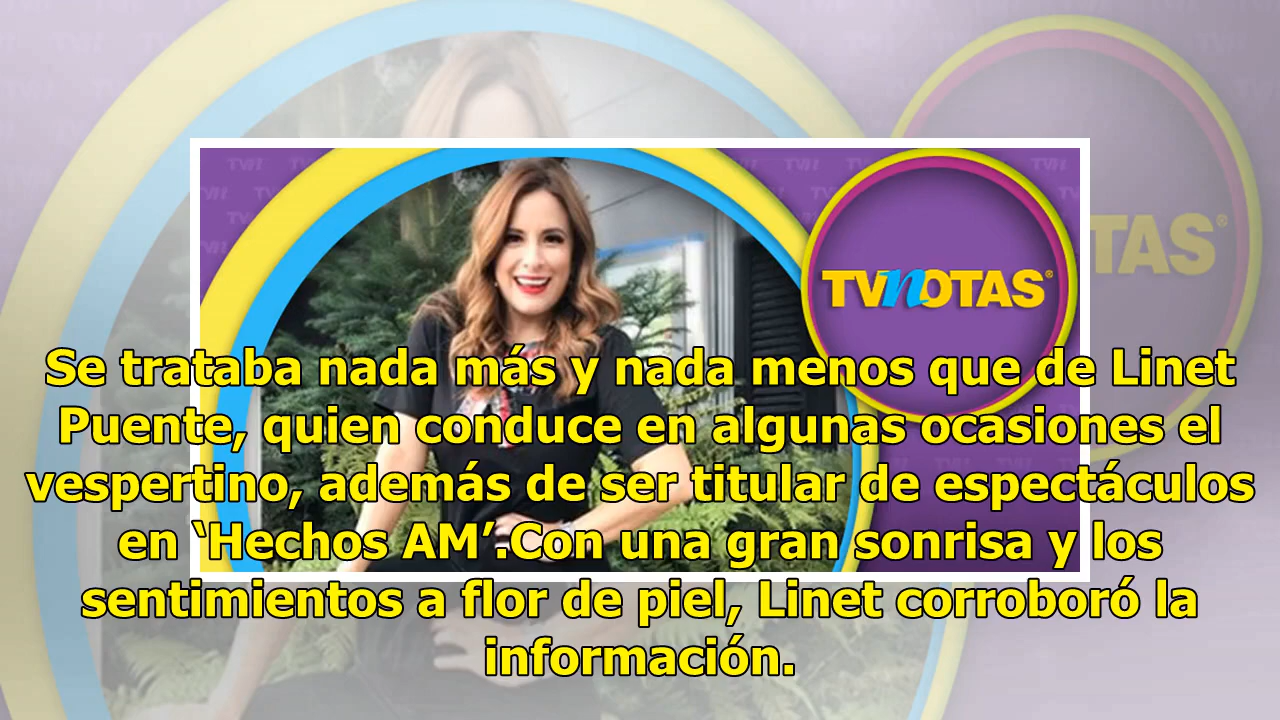 TVnOTAS®
TAS®
Se trataba nada más y nada menos que de Linet
Puente, quien conduce en algunas ocasiones el
vespertino, además de ser titular de espectáculos
en ‘Hechos AM’.Con una gran sonrisa y los
sentimientos a flor de piel, Linet corroboró la
información.